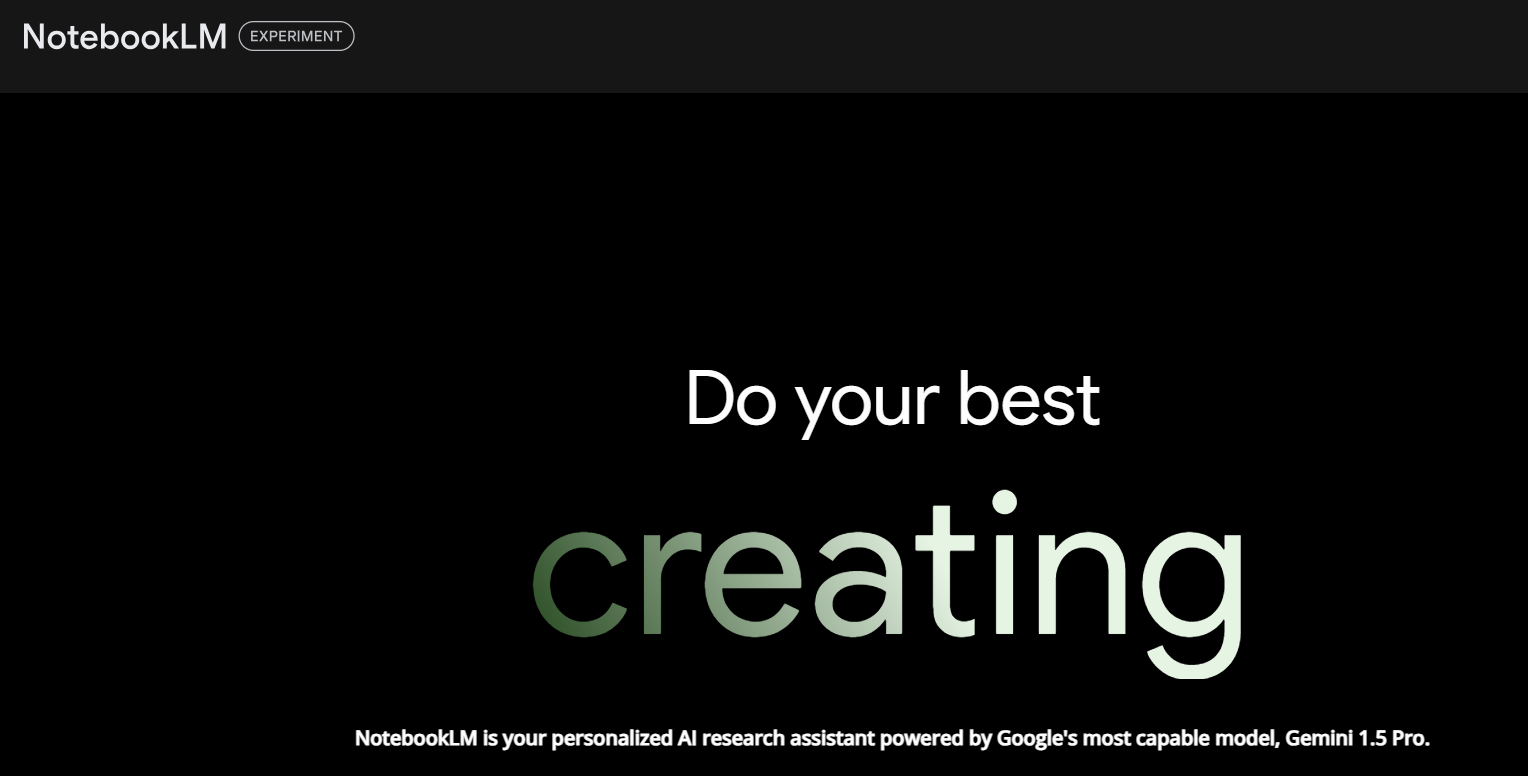 NotebookLM EXPERIMENT
Do your best
creating
NotebookLM is your personalized AI research assistant powered by Google's most capable model, Gemini 1.5 Pro.